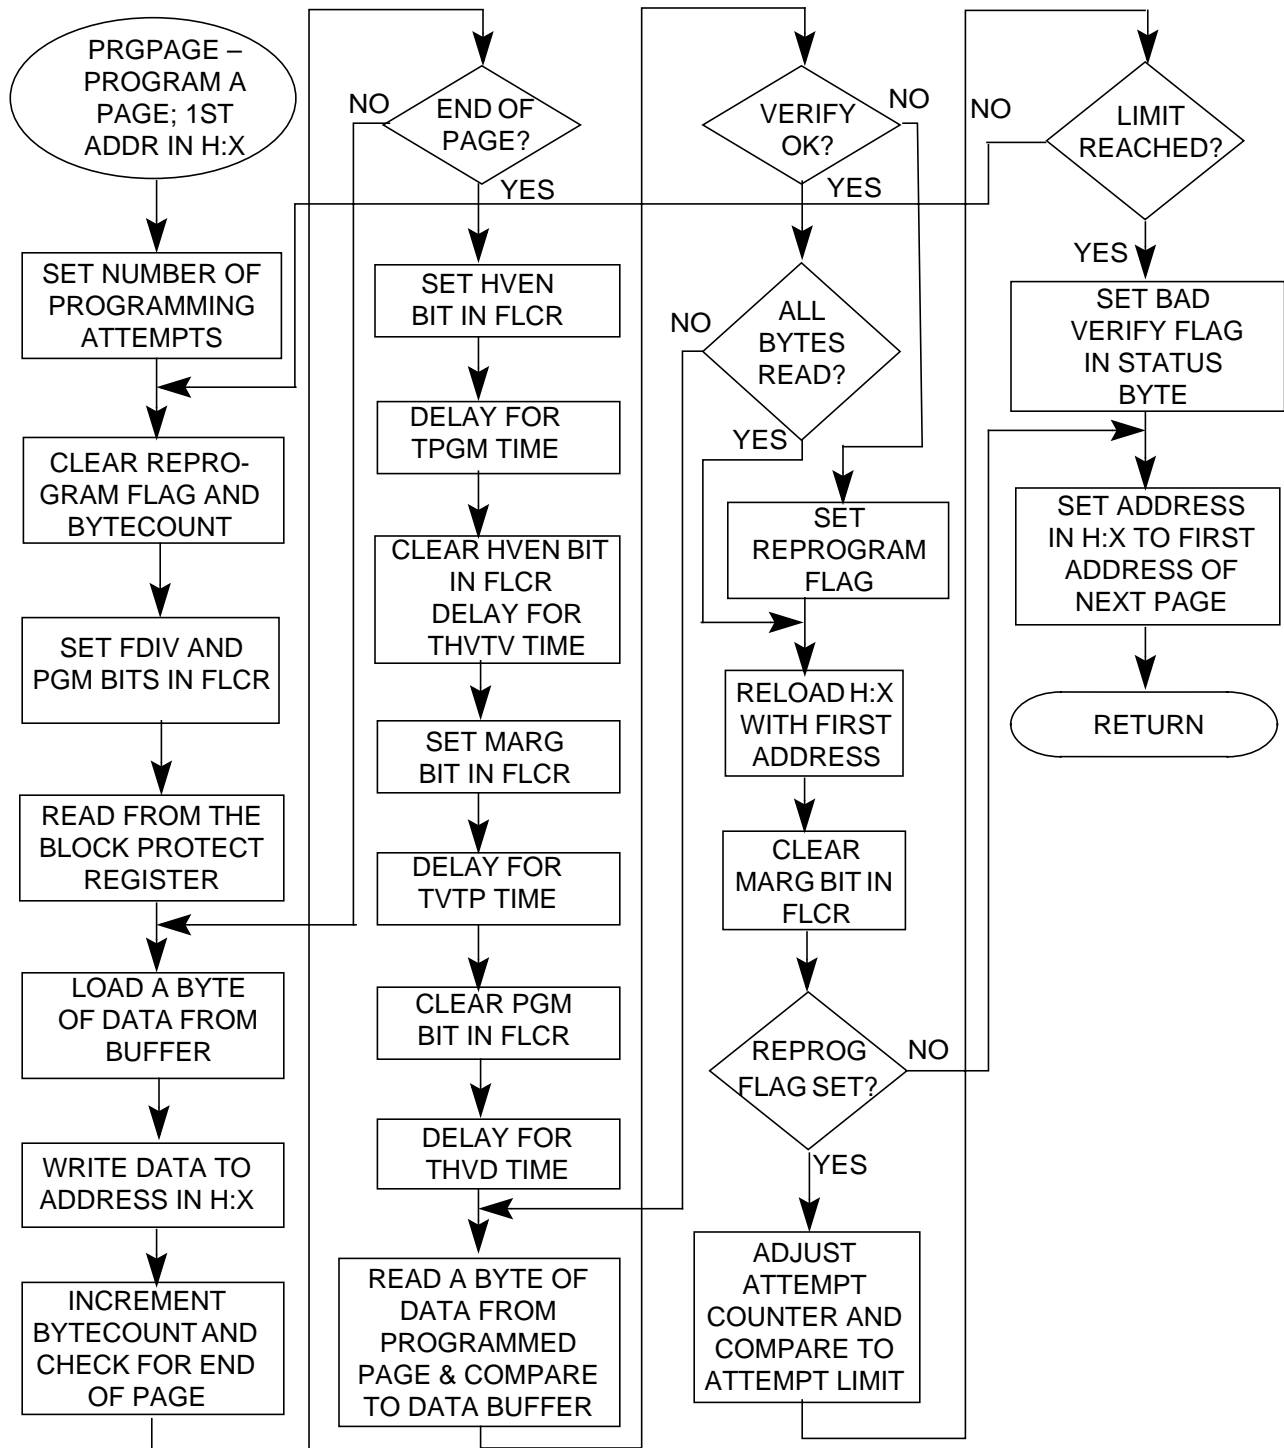 PRGPAGE –
PROGRAM A
PAGE; 1ST
ADDR IN H:X
SET NUMBER OF
PROGRAMMING
ATTEMPTS
CLEAR REPRO-
GRAM FLAG AND
BYTECOUNT
SET FDIV AND
PGM BITS IN FLCR
READ FROM THE
BLOCK PROTECT
REGISTER
LOAD A BYTE
OF DATA FROM
BUFFER
WRITE DATA TO
ADDRESS IN H:X
INCREMENT
BYTECOUNT AND
CHECK FOR END
OF PAGE
NO
END OF
PAGE?
YES
SET HVEN
BIT IN FLCR
DELAY FOR
TPGM TIME
CLEAR HVEN BIT
IN FLCR
DELAY FOR
THVTV TIME
SET MARG
BIT IN FLCR
DELAY FOR
TVTP TIME
CLEAR PGM
BIT IN FLCR
DELAY FOR
THVD TIME
READ A BYTE OF
DATA FROM
PROGRAMMED
PAGE & COMPARE
TO DATA BUFFER
VERIFY
OK?
NO
YES
NO
ALL
BYTES
READ?
YES
SET
REPROGRAM
FLAG
RELOAD H:X
WITH FIRST
ADDRESS
CLEAR
MARG BIT IN
FLCR
REPROG
FLAG SET?
NO
YES
ADJUST
ATTEMPT
COUNTER AND
COMPARE TO
ATTEMPT LIMIT
NO
LIMIT
REACHED?
YES
SET BAD
VERIFY FLAG
IN STATUS
BYTE
SET ADDRESS
IN H:X TO FIRST
ADDRESS OF
NEXT PAGE
RETURN